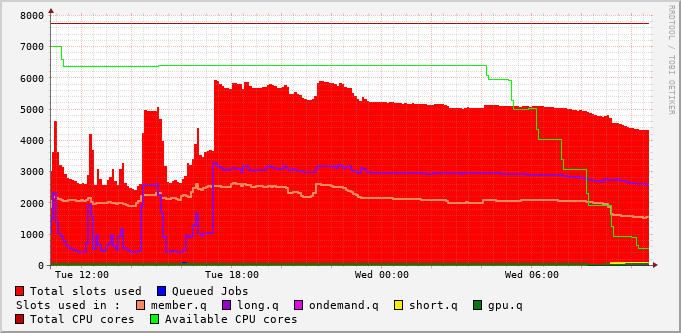 8000
7000
6000
5000
4000
3000
2000
1000
0
Tue 12:00 Tue 18:00 Wed 00:00 Wed 06:00
RRDTOOL / TOBI OETIKER
Total slots used Queued Jobs
Slots used in : member.q long.q ondemand.q short.q gpu.q
Total CPU cores Available CPU cores